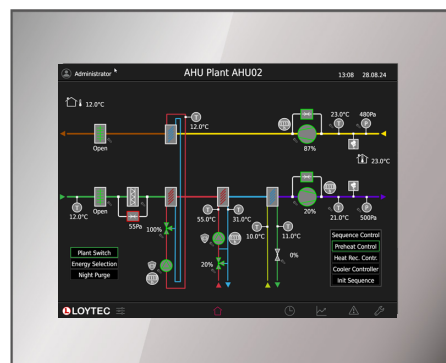 Administrator
AHU Plant AHU02
13:08 28.08.24
12.0°C
T
12.0°C
T
23.0°C
480Pa
P
Open
87%
23.0°C
T
12.0°C
Open
55Pa
T
55.0°C
T
31.0°C
20%
T
21.0°C
P
500Pa
100%
T
10.0°C
T
11.0°C
0%
20%
Plant Switch
Energy Selection
Night Purge
Sequence Control
Preheat Control
Heat Rec. Contr.
Cooler Controller
Init Sequence
LOYTEC